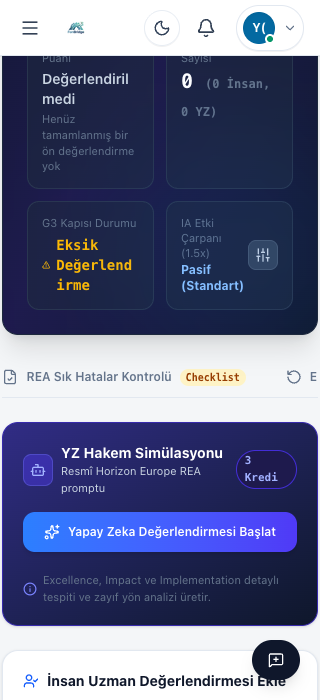 Y(
Puanı
Değerlendiril
medi
Henüz
tamamlanmış bir
ön değerlendirme
yok
Sayısı
0 (0 İnsan,
0 YZ)
G3 Kapısı Durumu
Eksik
Değerlend
irme
IA Etki
Çarpanı
(1.5x)
Pasif
(Standart)
REA Sık Hatalar Kontrolü Checklist
E
YZ Hakem Simülasyonu
Resmî Horizon Europe REA
promptu
3
Kredi
Yapay Zeka Değerlendirmesi Başlat
Excellence, Impact ve Implementation detaylı
tespiti ve zayıf yön analizi üretir.
İnsan Uzman Değerlendirmesi Ekle